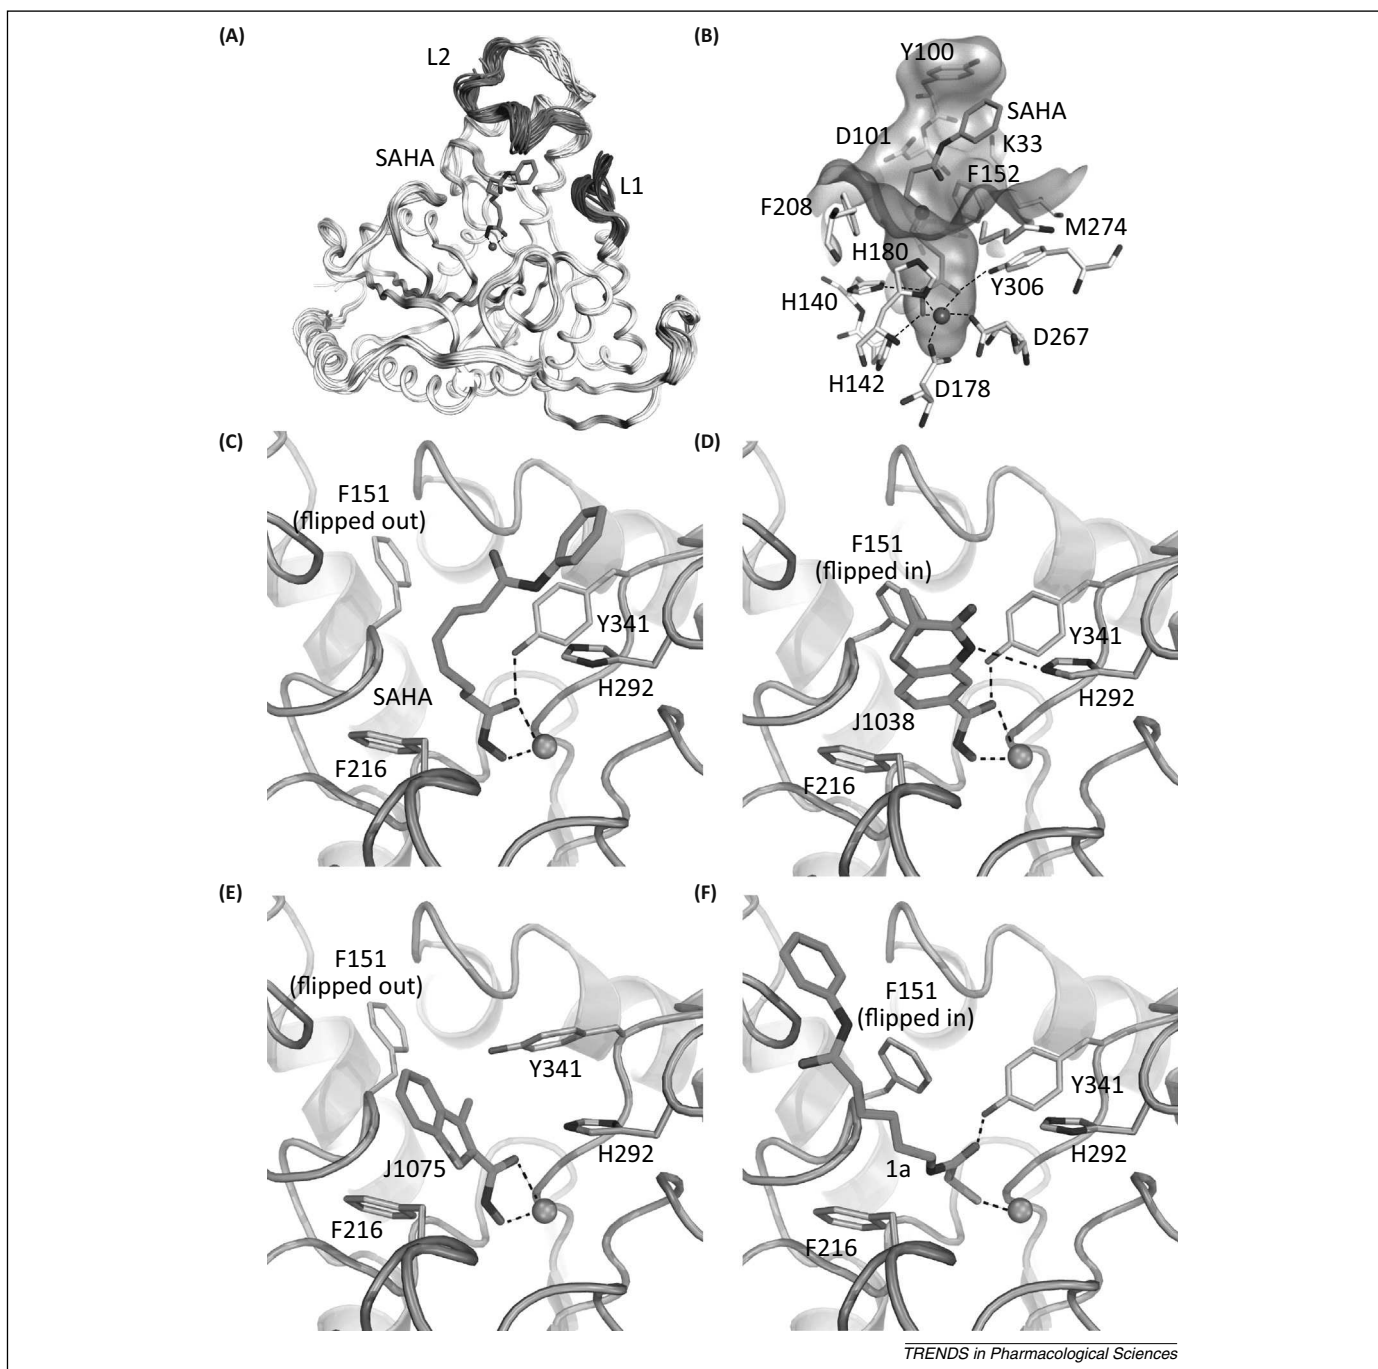 (A)
L2
SAHA
L1
(B)
Y100
SAHA
D101
K33
F152
F208
M274
H180
Y306
H140
D267
H142
D178
(C)
F151
(flipped out)
Y341
H292
SAHA
F216
(D)
F151
(flipped in)
Y341
H292
J1038
F216
(E)
F151
(flipped out)
Y341
H292
J1075
F216
(F)
F151
(flipped in)
Y341
H292
1a
F216
TRENDS in Pharmacological Sciences